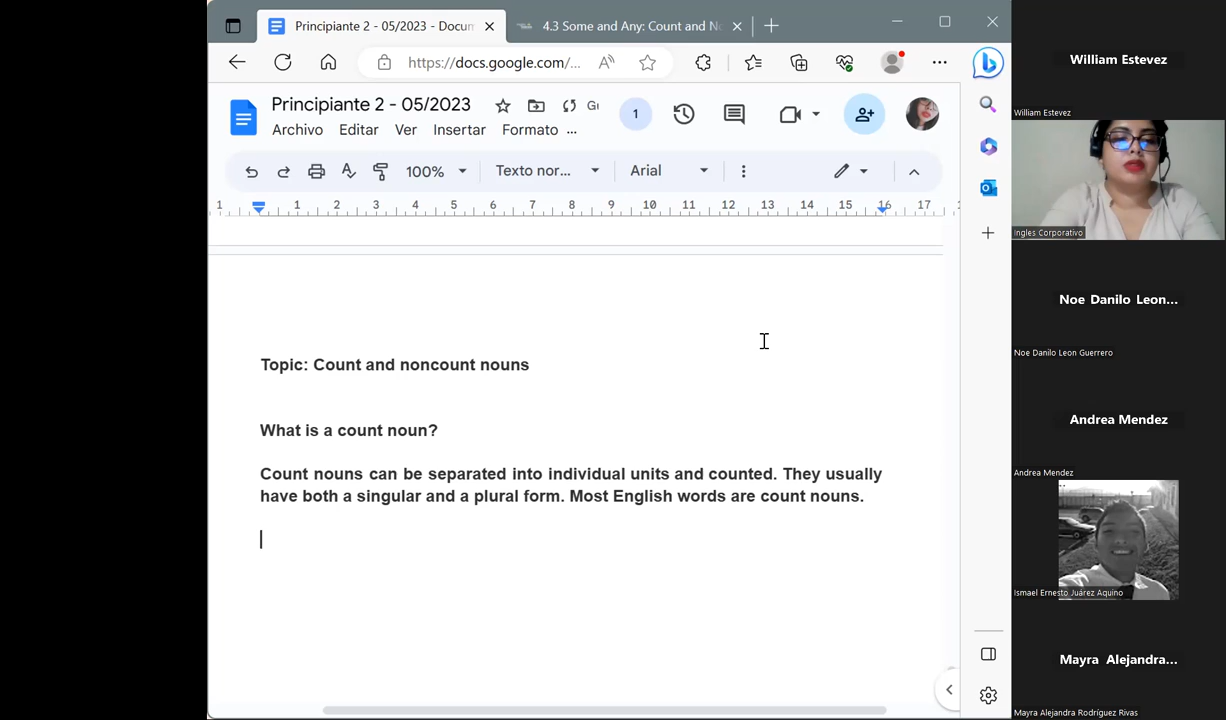 Principiante 2 - 05/2023 - Docum
4.3 Some and Any: Count and No
https://docs.google.com/...
Principiante 2 - 05/2023
1
Archivo Editar Ver Insertar Formato ...
100% Texto nor... Arial
1 1 2 3 4 5 6 7 8 9 10 11 12 13 14 15 16 17
Topic: Count and noncount nouns
What is a count noun?
Count nouns can be separated into individual units and counted. They usually
have both a singular and a plural form. Most English words are count nouns.
William Estevez
William Estevez
Ingles Corporativo
Noe Danilo Leon...
Noe Danilo Leon Guerrero
Andrea Mendez
Andrea Mendez
Ismael Ernesto Juárez Aquino
Mayra Alejandra...
Mayra Alejandra Rodríguez Rivas